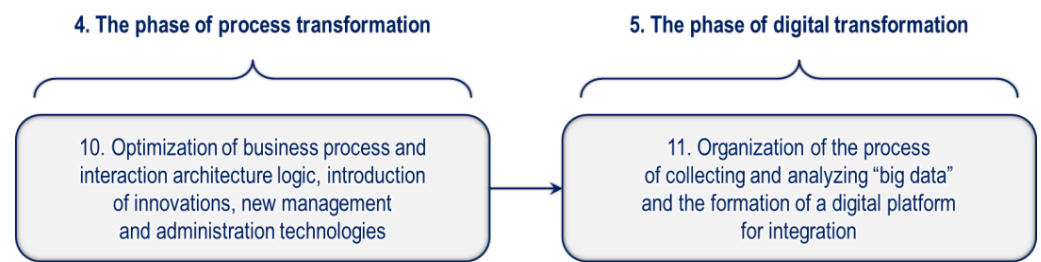 4. The phase of process transformation
5. The phase of digital transformation
10. Optimization of business process and
interaction architecture logic, introduction
of innovations, new management
and administration technologies
11. Organization of the process
of collecting and analyzing “big data”
and the formation of a digital platform
for integration